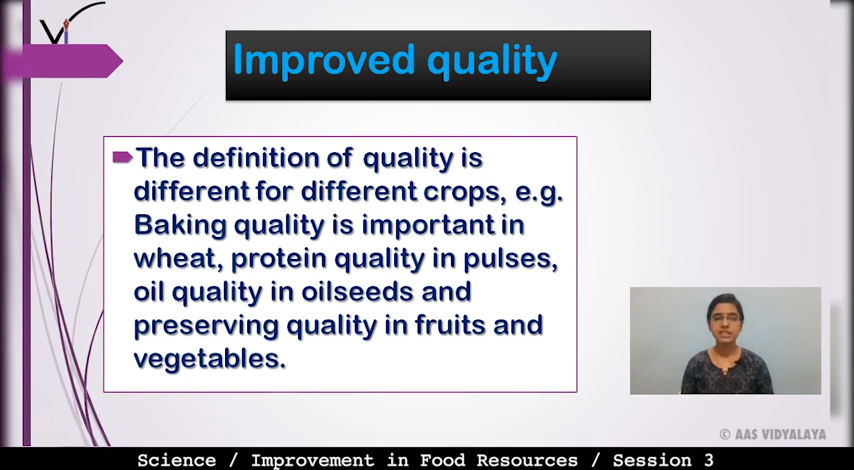 Vi
Improved quality
The definition of quality is
different for different crops, e.g.
Baking quality is important in
wheat, protein quality in pulses,
oil quality in oilseeds and
preserving quality in fruits and
vegetables.
© AAS VIDYALAYA
Science / Improvement in Food Resources / Session 3